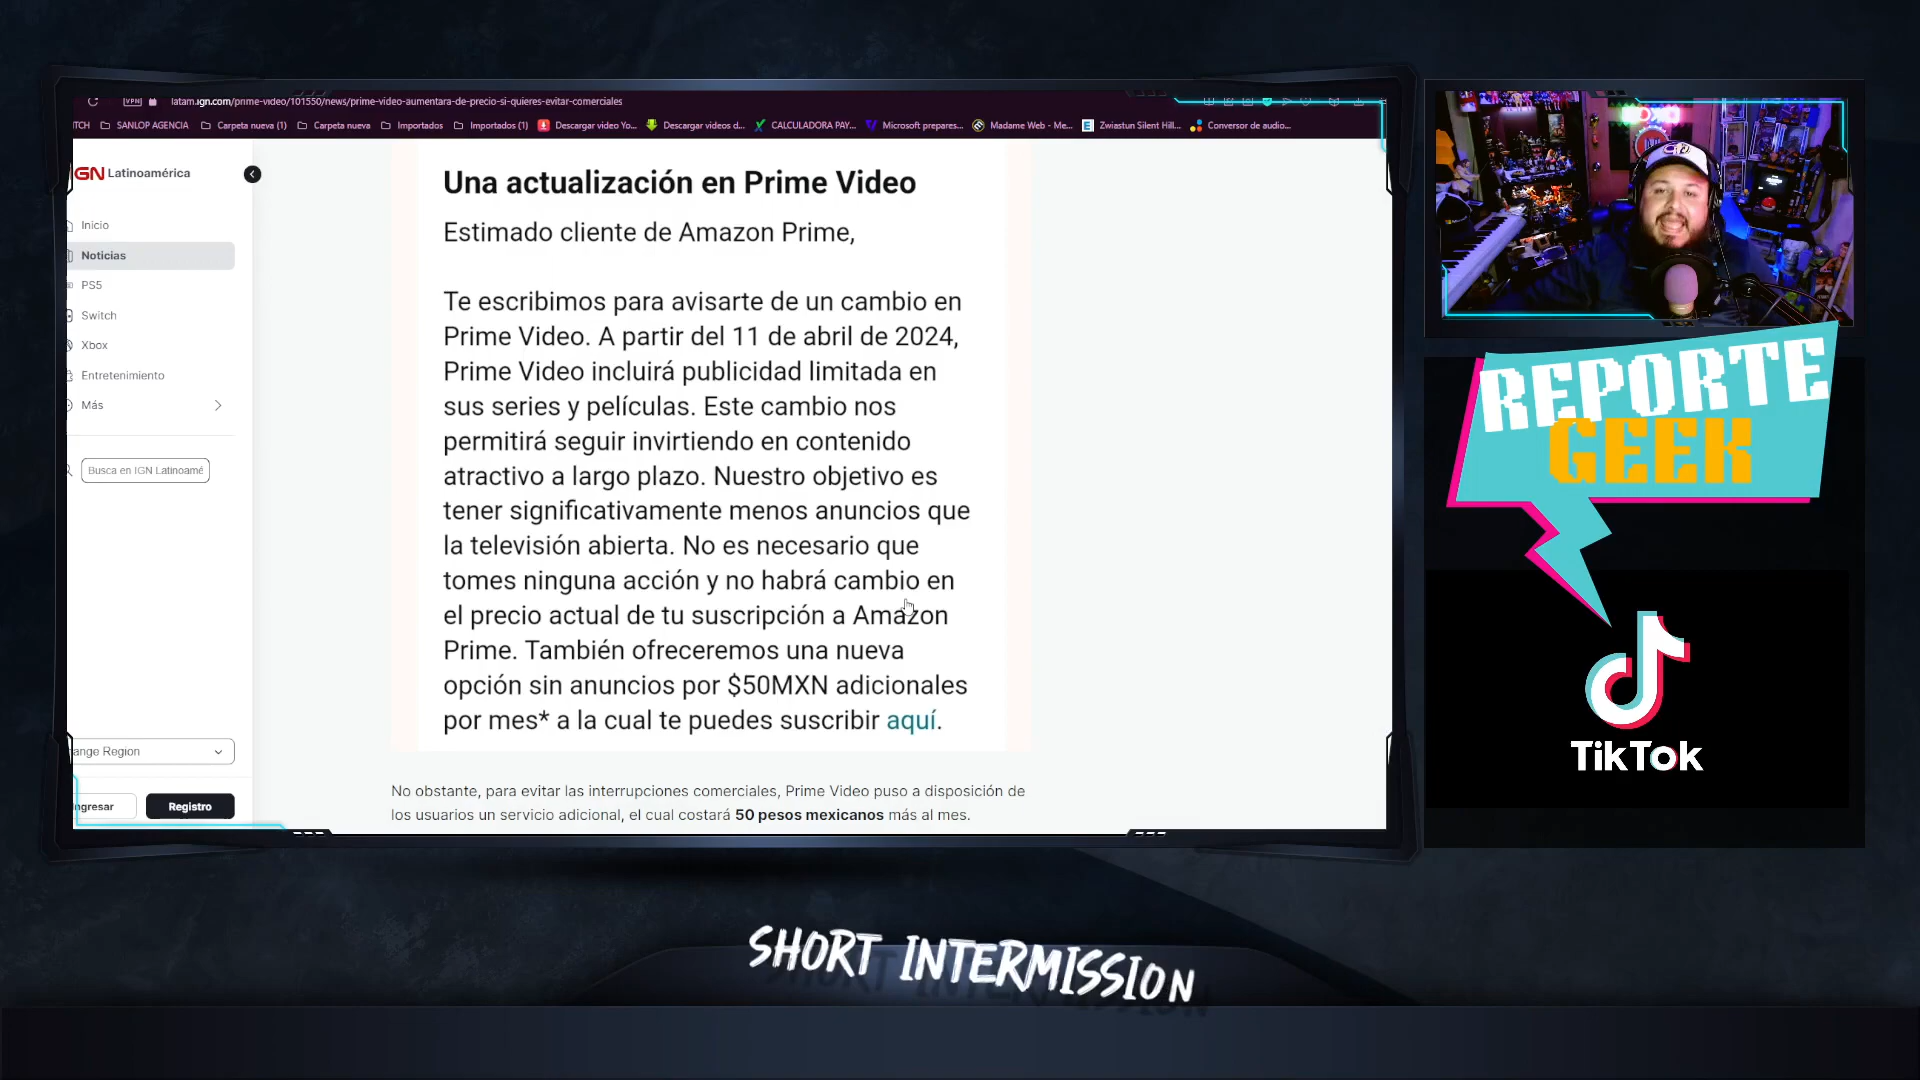 latam.ign.com/prime-video/101550/news/prime-video-aumentara-de-precio-si-quieres-evitar-comerciales
SANLOP AGENCIA
Carpeta nueva (1)
Carpeta nueva
Importados
Importados (1)
Descargar video Yo...
Descargar videos d...
CALCULADORA PAY...
Microsoft prepares...
Madame Web - Me...
Zwiastun Silent Hill...
Conversor de audio...
IGN Latinoamérica
Inicio
Noticias
PS5
Switch
Xbox
Entretenimiento
Más
Busca en IGN Latinoamé
ange Region
ngresar
Registro
Una actualización en Prime Video
Estimado cliente de Amazon Prime,
Te escribimos para avisarte de un cambio en
Prime Video. A partir del 11 de abril de 2024,
Prime Video incluirá publicidad limitada en
sus series y películas. Este cambio nos
permitirá seguir invirtiendo en contenido
atractivo a largo plazo. Nuestro objetivo es
tener significativamente menos anuncios que
la televisión abierta. No es necesario que
tomes ninguna acción y no habrá cambio en
el precio actual de tu suscripción a Amazon
Prime. También ofreceremos una nueva
opción sin anuncios por $50MXN adicionales
por mes* a la cual te puedes suscribir aquí.
No obstante, para evitar las interrupciones comerciales, Prime Video puso a disposición de
los usuarios un servicio adicional, el cual costará 50 pesos mexicanos más al mes.
REPORTE
GEEK
TikTok
SHORT INTERMISSION